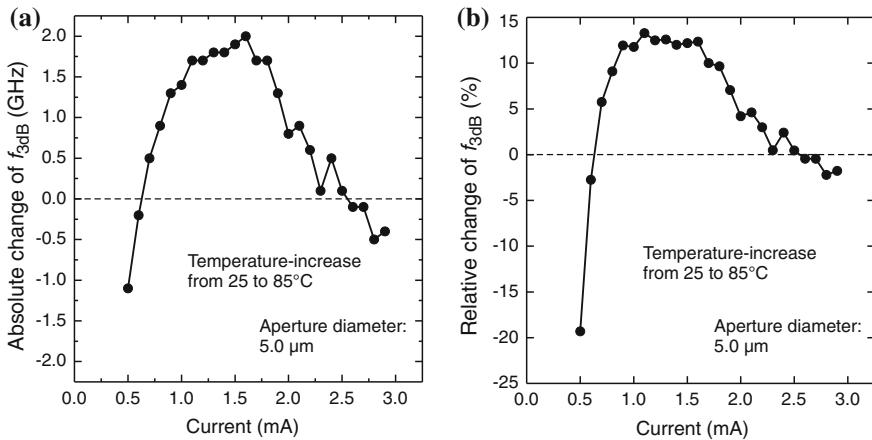 (a)
Absolute change of f3dB (GHz)
2.0
1.5
1.0
0.5
0.0
-0.5
-1.0
-1.5
-2.0
Temperature-increase
from 25 to 85°C
Aperture diameter:
5.0 μm
0.0 0.5 1.0 1.5 2.0 2.5 3.0
Current (mA)
(b)
Relative change of f3dB (%)
15
10
5
0
-5
-10
-15
-20
-25
Temperature-increase
from 25 to 85°C
Aperture diameter:
5.0 μm
0.0 0.5 1.0 1.5 2.0 2.5 3.0
Current (mA)